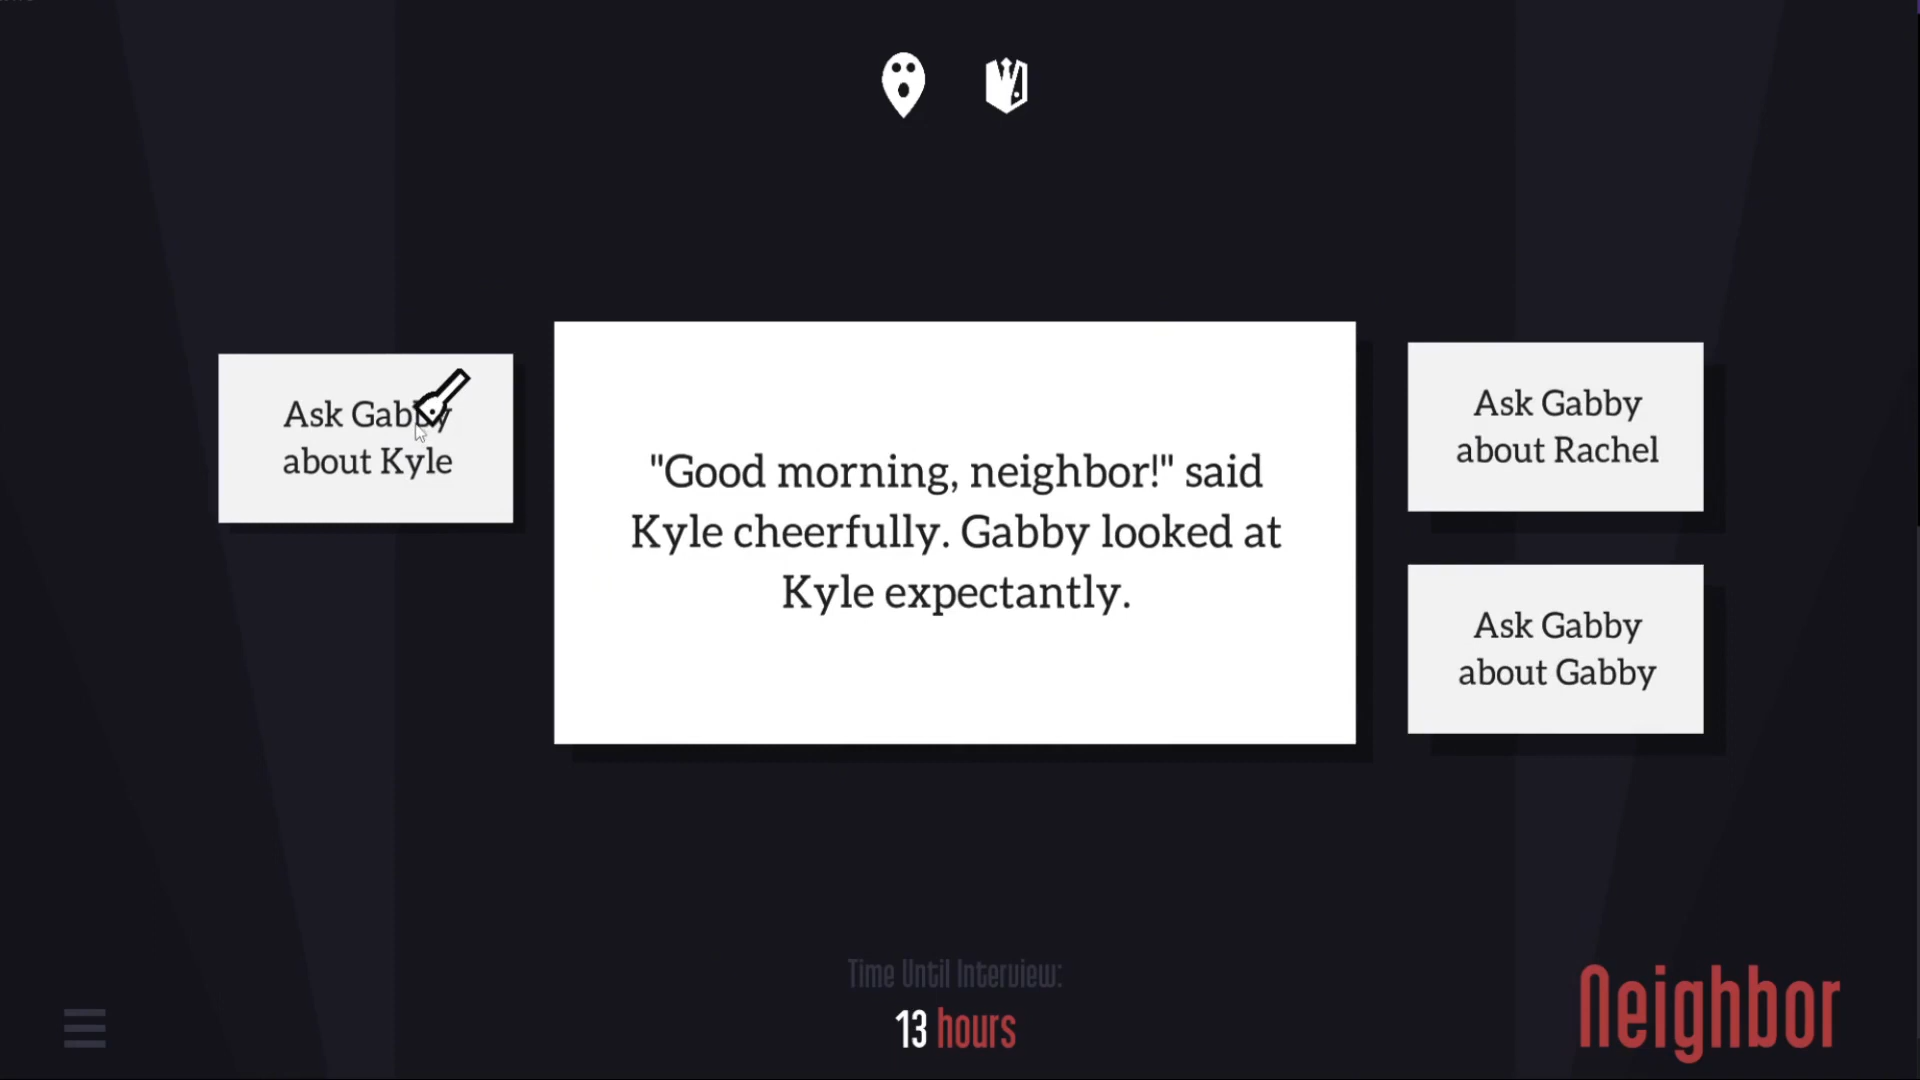 Ask Gabby
about Kyle
"Good morning, neighbor!" said
Kyle cheerfully. Gabby looked at
Kyle expectantly.
Ask Gabby
about Rachel
Ask Gabby
about Gabby
Time Until Interview:
13 hours
Neighbor